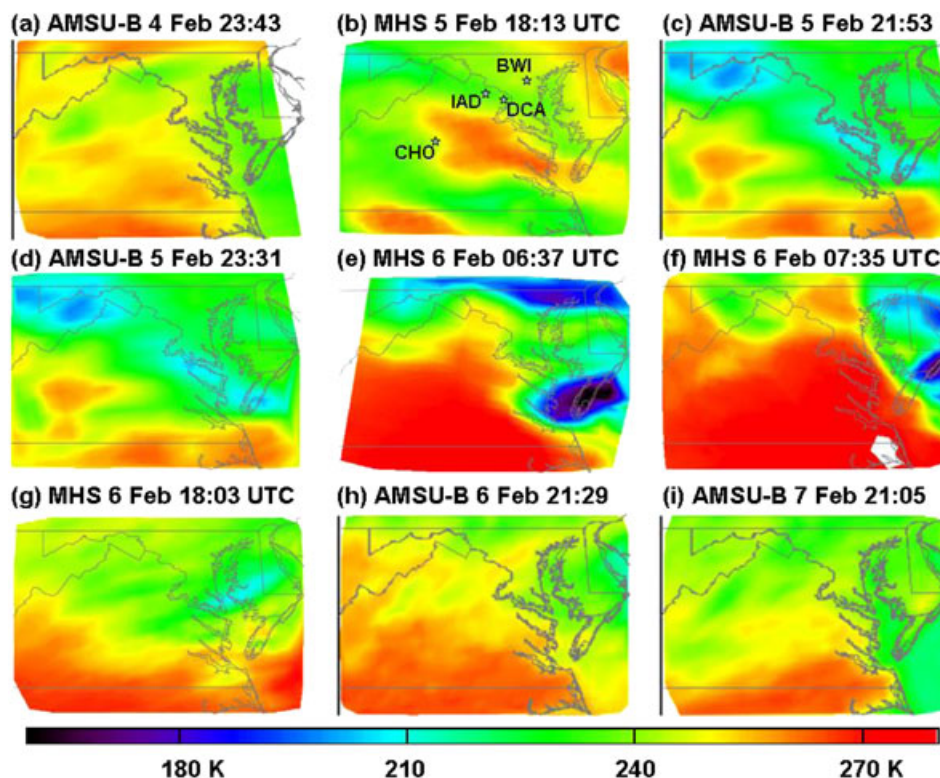 (a) AMSU-B 4 Feb 23:43
(b) MHS 5 Feb 18:13 UTC
(c) AMSU-B 5 Feb 21:53
BWI
IAD
DCA
CHO
(d) AMSU-B 5 Feb 23:31
(e) MHS 6 Feb 06:37 UTC
(f) MHS 6 Feb 07:35 UTC
(g) MHS 6 Feb 18:03 UTC
(h) AMSU-B 6 Feb 21:29
(i) AMSU-B 7 Feb 21:05
180 K 210 240 270 K